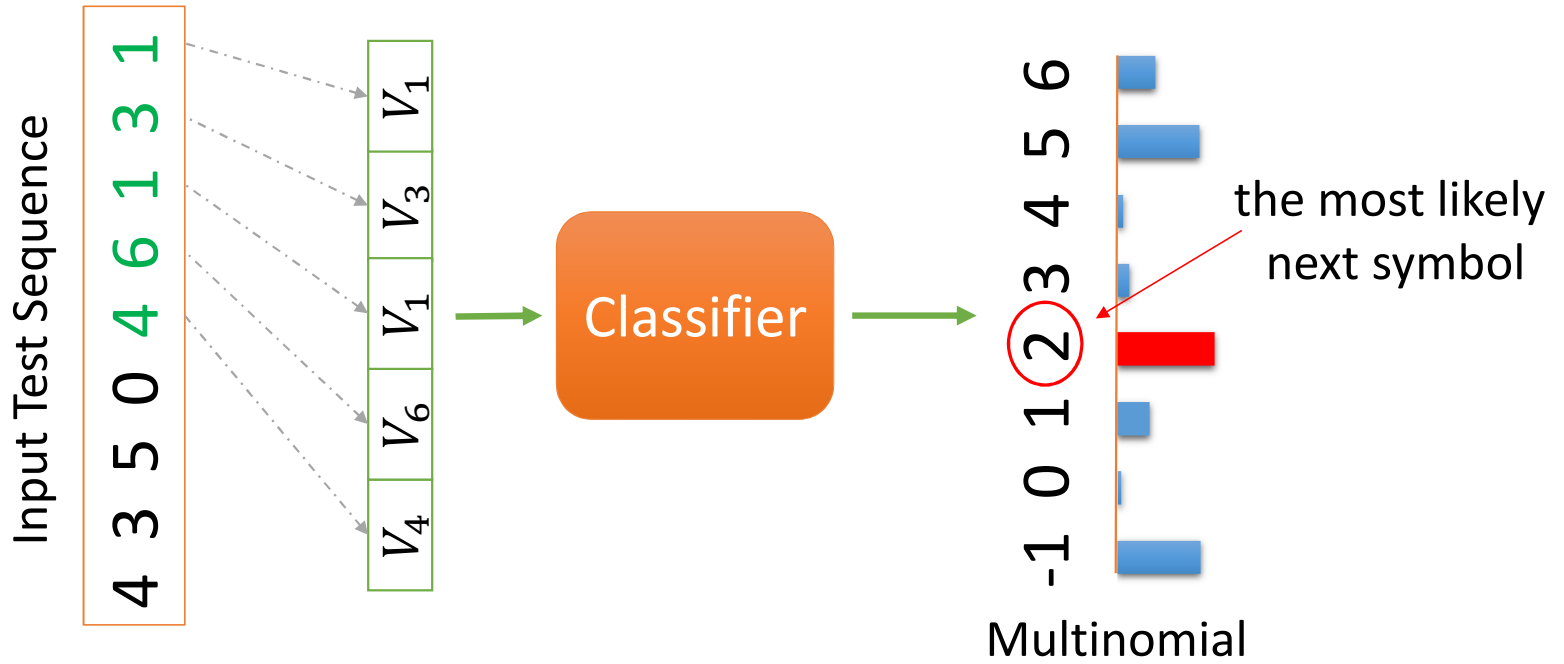 Input Test Sequence
4 3 5 0 4 6 1 3 1
V₄ V₆ V₁ V₃ V₁
Classifier
-1 0 1 2 3 4 5 6
the most likely
next symbol
Multinomial